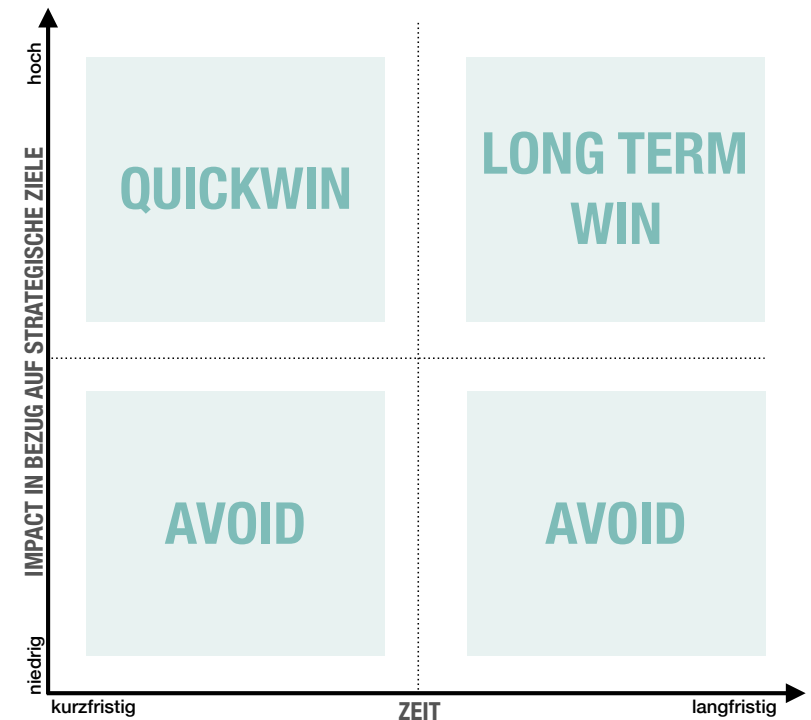 hoch
IMPACT IN BEZUG AUF STRATEGISCHE ZIELE
niedrig
QUICKWIN
LONG TERM
WIN
AVOID
AVOID
kurzfristig
ZEIT
langfristig